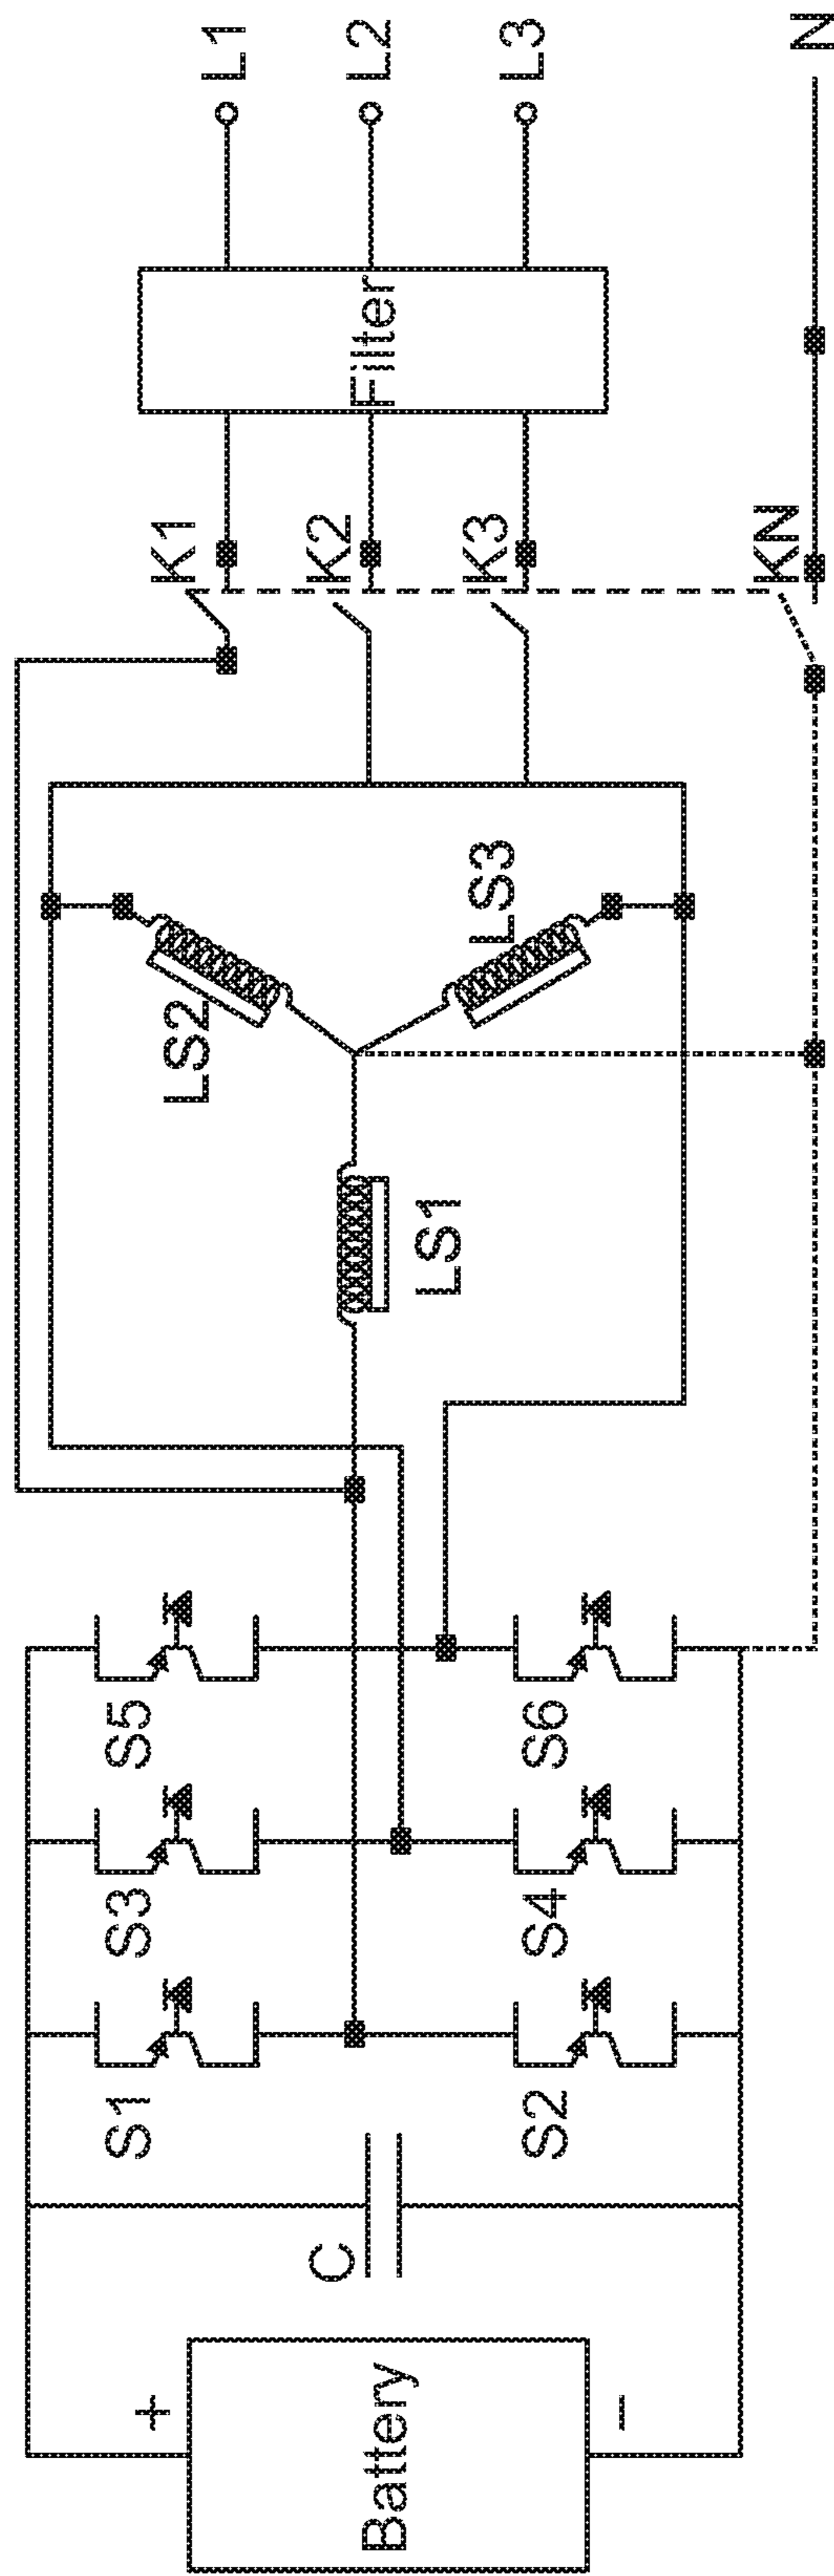 Battery
+
−
C
S1
S3
S5
S2
S4
S6
LS1
LS2
LS3
K1
K2
K3
KN
Filter
L1
L2
L3
N